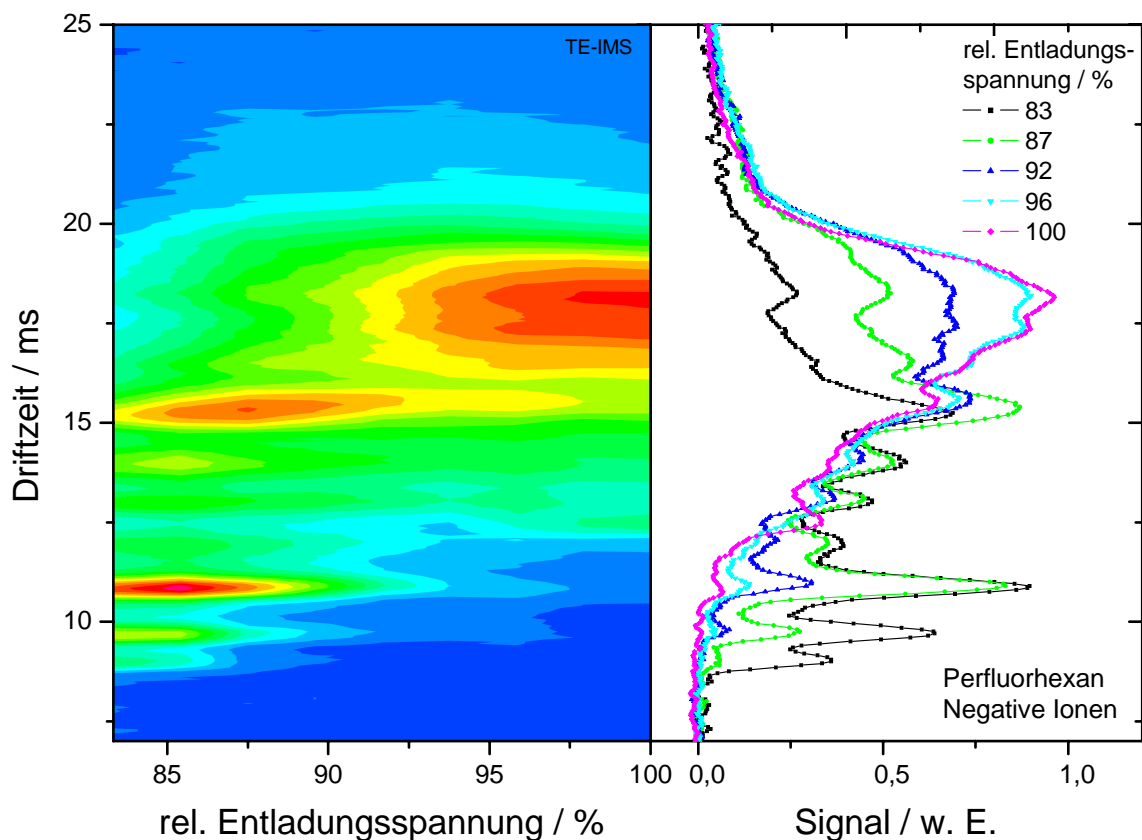 25
20
15
10
Driftzeit / ms
TE-IMS
85
90
95
100
rel. Entladungsspannung / %
rel. Entladungs-
spannung / %
83
87
92
96
100
Perfluorhexan
Negative Ionen
0,0
0,5
1,0
Signal / w. E.